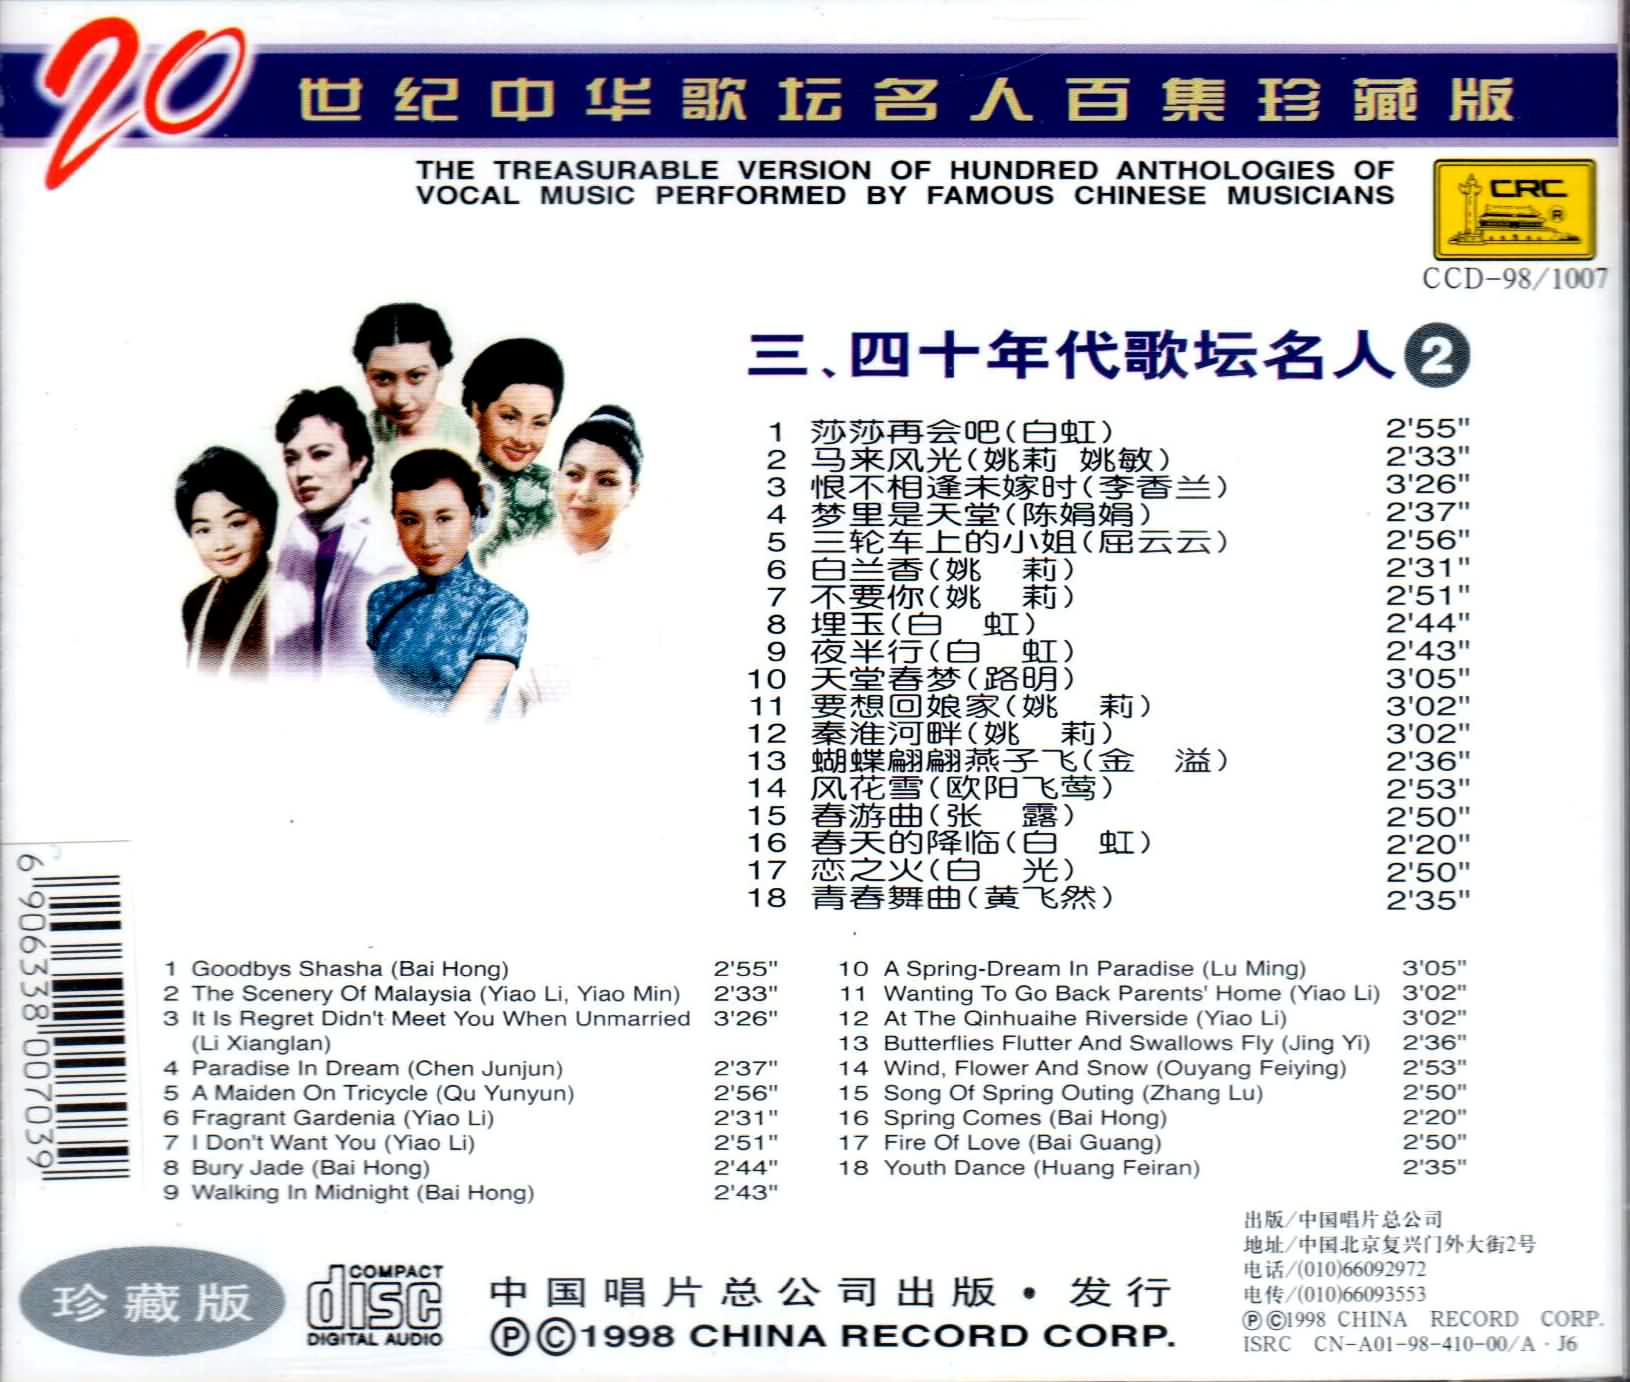 20世纪中华歌坛名人百集珍藏版
THE TREASURABLE VERSION OF HUNDRED ANTHOLOGIES OF
VOCAL MUSIC PERFORMED BY FAMOUS CHINESE MUSICIANS
CRC
®
CCD-98/1007
三、四十年代歌坛名人2
1 莎莎再会吧(白虹) 2'55"
2 马来风光(姚莉 姚敏) 2'33"
3 恨不相逢未嫁时(李香兰) 3'26"
4 梦里是天堂(陈娟娟) 2'37"
5 三轮车上的小姐(屈云云) 2'56"
6 白兰香(姚 莉) 2'31"
7 不要你(姚 莉) 2'51"
8 埋玉(白 虹) 2'44"
9 夜半行(白 虹) 2'43"
10 天堂春梦(路明) 3'05"
11 要想回娘家(姚 莉) 3'02"
12 秦淮河畔(姚 莉) 3'02"
13 蝴蝶翩翩燕子飞(金 溢) 2'36"
14 风花雪(欧阳飞莺) 2'53"
15 春游曲(张 露) 2'50"
16 春天的降临(白 虹) 2'20"
17 恋之火(白 光) 2'50"
18 青春舞曲(黄飞然) 2'35"
1 Goodbys Shasha (Bai Hong) 2'55"
2 The Scenery Of Malaysia (Yiao Li, Yiao Min) 2'33"
3 It Is Regret Didn't Meet You When Unmarried 3'26"
(Li Xianglan)
4 Paradise In Dream (Chen Junjun) 2'37"
5 A Maiden On Tricycle (Qu Yunyun) 2'56"
6 Fragrant Gardenia (Yiao Li) 2'31"
7 I Don't Want You (Yiao Li) 2'51"
8 Bury Jade (Bai Hong) 2'44"
9 Walking In Midnight (Bai Hong) 2'43"
10 A Spring-Dream In Paradise (Lu Ming) 3'05"
11 Wanting To Go Back Parents' Home (Yiao Li) 3'02"
12 At The Qinhuaihe Riverside (Yiao Li) 3'02"
13 Butterflies Flutter And Swallows Fly (Jing Yi) 2'36"
14 Wind, Flower And Snow (Ouyang Feiying) 2'53"
15 Song Of Spring Outing (Zhang Lu) 2'50"
16 Spring Comes (Bai Hong) 2'20"
17 Fire Of Love (Bai Guang) 2'50"
18 Youth Dance (Huang Feiran) 2'35"
6 906338 007039
珍藏版
COMPACT
disc
DIGITAL AUDIO
中国唱片总公司出版·发行
Ⓟ©1998 CHINA RECORD CORP.
出版/中国唱片总公司
地址/中国北京复兴门外大街2号
电话/(010)66092972
电传/(010)66093553
Ⓟ©1998 CHINA RECORD CORP.
ISRC CN-A01-98-410-00/A·J6